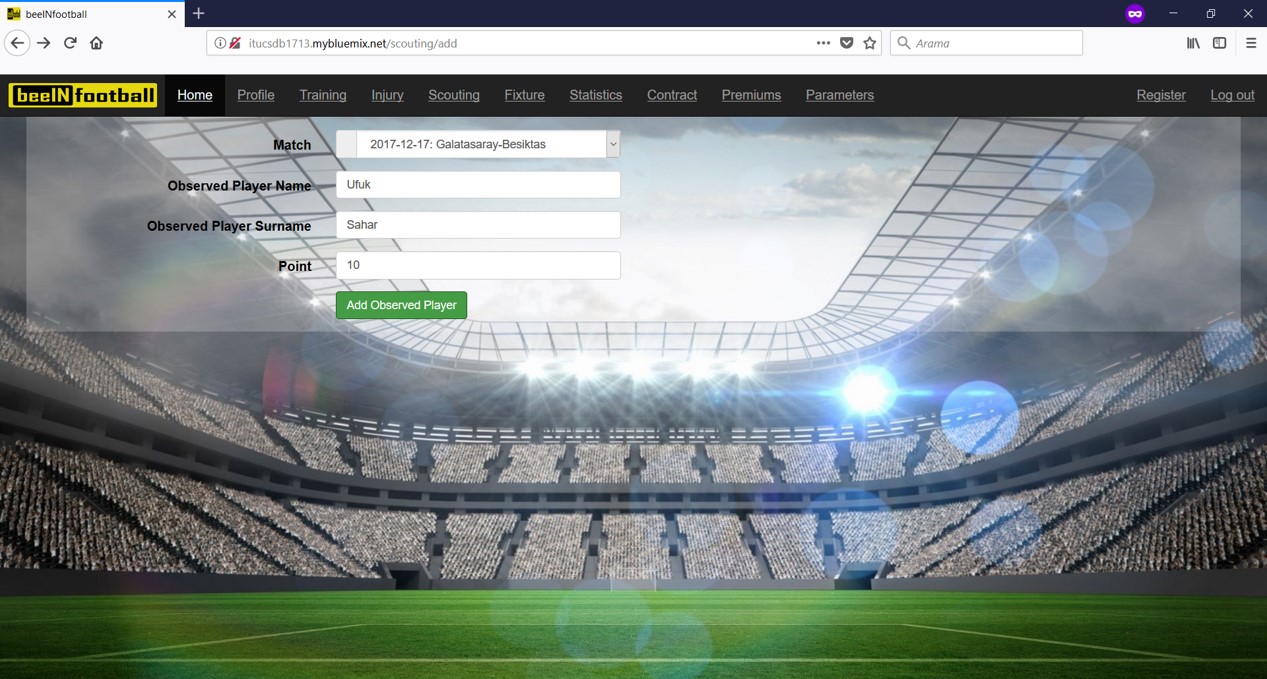 beeINfootball
itucsdb1713.mybluemix.net/scouting/add
Arama
beeINfootball Home Profile Training Injury Scouting Fixture Statistics Contract Premiums Parameters Register Log out
Match 2017-12-17: Galatasaray-Besiktas
Observed Player Name Ufuk
Observed Player Surname Sahar
Point 10
Add Observed Player